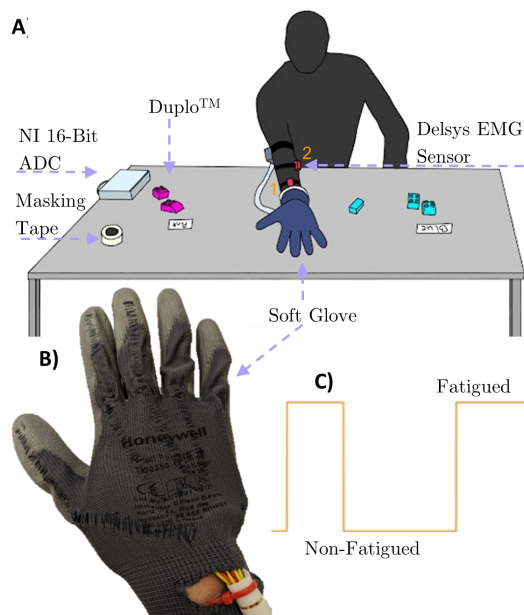 A)
Duplo™
NI 16-Bit
ADC
Masking
Tape
2
1
Delsys EMG
Sensor
Blue
Soft Glove
B)
Honeywell
C)
Fatigued
Non-Fatigued